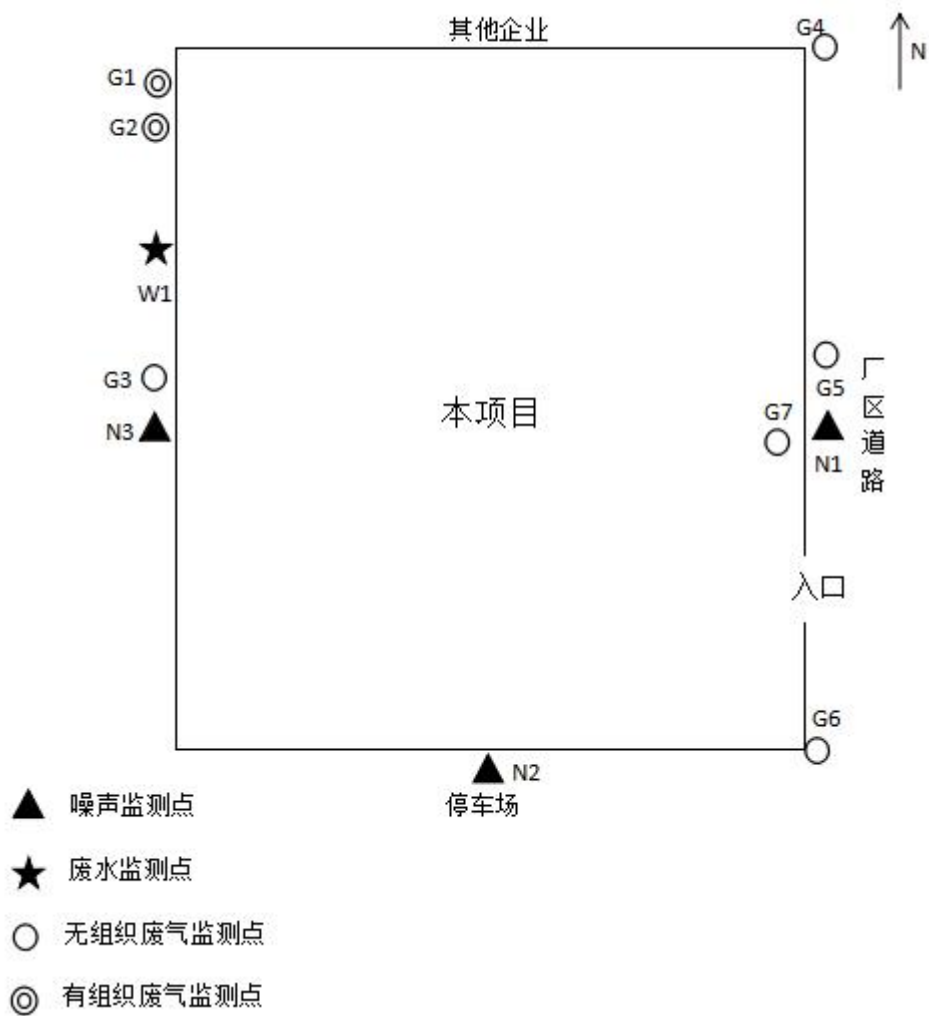 其他企业
G4
N
G1
G2
W1
G3
N3
本项目
G7
G5
N1
厂区道路
入口
G6
N2
停车场
噪声监测点
废水监测点
无组织废气监测点
有组织废气监测点